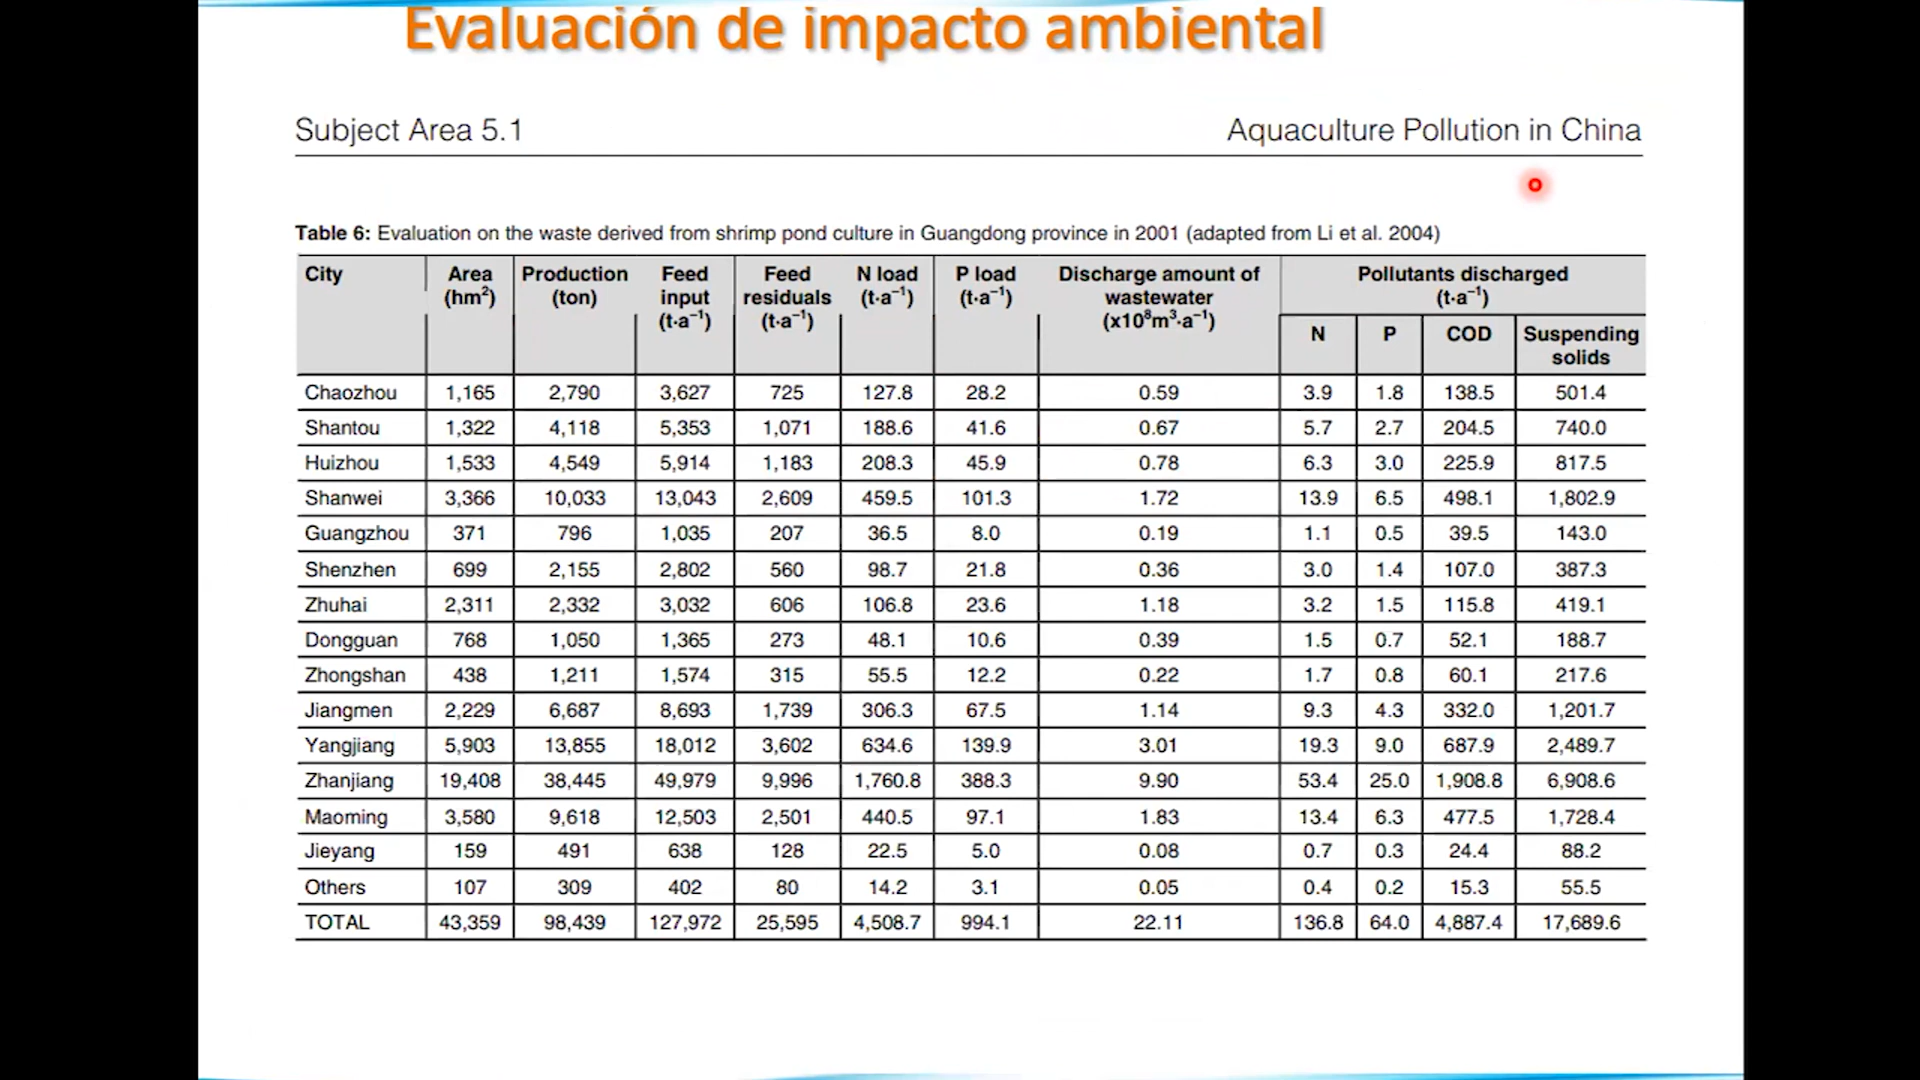 Evaluación de impacto ambiental
Subject Area 5.1 Aquaculture Pollution in China
Table 6: Evaluation on the waste derived from shrimp pond culture in Guangdong province in 2001 (adapted from Li et al. 2004)
City Area (hm²) Production (ton) Feed input (t·a⁻¹) Feed residuals (t·a⁻¹) N load (t·a⁻¹) P load (t·a⁻¹) Discharge amount of wastewater (x10⁸m³·a⁻¹) Pollutants discharged (t·a⁻¹)
N P COD Suspending solids
Chaozhou 1,165 2,790 3,627 725 127.8 28.2 0.59 3.9 1.8 138.5 501.4
Shantou 1,322 4,118 5,353 1,071 188.6 41.6 0.67 5.7 2.7 204.5 740.0
Huizhou 1,533 4,549 5,914 1,183 208.3 45.9 0.78 6.3 3.0 225.9 817.5
Shanwei 3,366 10,033 13,043 2,609 459.5 101.3 1.72 13.9 6.5 498.1 1,802.9
Guangzhou 371 796 1,035 207 36.5 8.0 0.19 1.1 0.5 39.5 143.0
Shenzhen 699 2,155 2,802 560 98.7 21.8 0.36 3.0 1.4 107.0 387.3
Zhuhai 2,311 2,332 3,032 606 106.8 23.6 1.18 3.2 1.5 115.8 419.1
Dongguan 768 1,050 1,365 273 48.1 10.6 0.39 1.5 0.7 52.1 188.7
Zhongshan 438 1,211 1,574 315 55.5 12.2 0.22 1.7 0.8 60.1 217.6
Jiangmen 2,229 6,687 8,693 1,739 306.3 67.5 1.14 9.3 4.3 332.0 1,201.7
Yangjiang 5,903 13,855 18,012 3,602 634.6 139.9 3.01 19.3 9.0 687.9 2,489.7
Zhanjiang 19,408 38,445 49,979 9,996 1,760.8 388.3 9.90 53.4 25.0 1,908.8 6,908.6
Maoming 3,580 9,618 12,503 2,501 440.5 97.1 1.83 13.4 6.3 477.5 1,728.4
Jieyang 159 491 638 128 22.5 5.0 0.08 0.7 0.3 24.4 88.2
Others 107 309 402 80 14.2 3.1 0.05 0.4 0.2 15.3 55.5
TOTAL 43,359 98,439 127,972 25,595 4,508.7 994.1 22.11 136.8 64.0 4,887.4 17,689.6